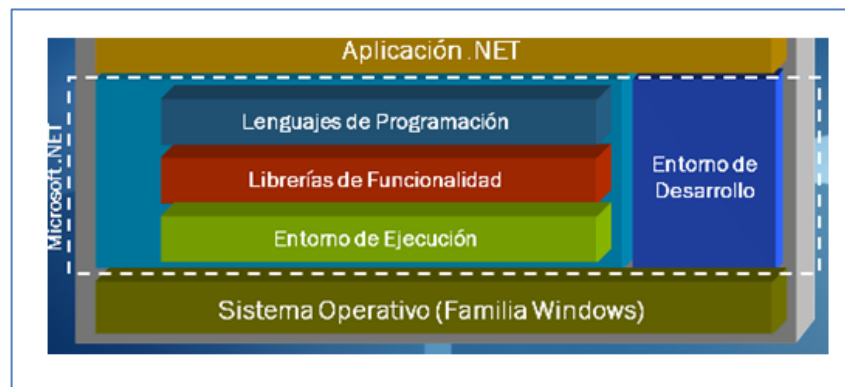 Aplicación .NET
Microsoft .NET
Lenguajes de Programación
Librerías de Funcionalidad
Entorno de Ejecución
Entorno de
Desarrollo
Sistema Operativo (Familia Windows)